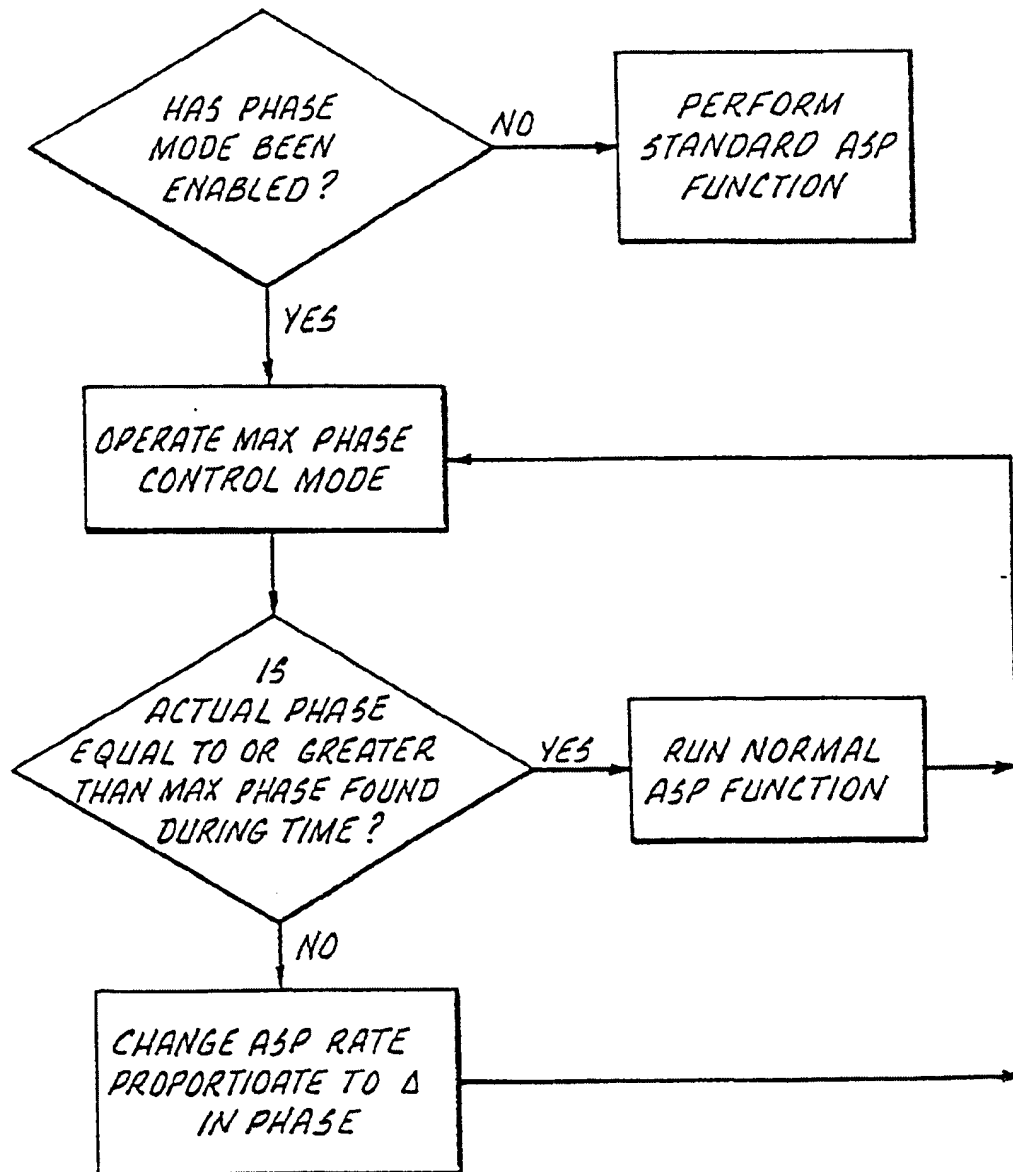 HAS PHASE
MODE BEEN
ENABLED?
NO
PERFORM
STANDARD ASP
FUNCTION
YES
OPERATE MAX PHASE
CONTROL MODE
IS
ACTUAL PHASE
EQUAL TO OR GREATER
THAN MAX PHASE FOUND
DURING TIME?
YES
RUN NORMAL
ASP FUNCTION
NO
CHANGE ASP RATE
PROPORTIOATE TO Δ
IN PHASE